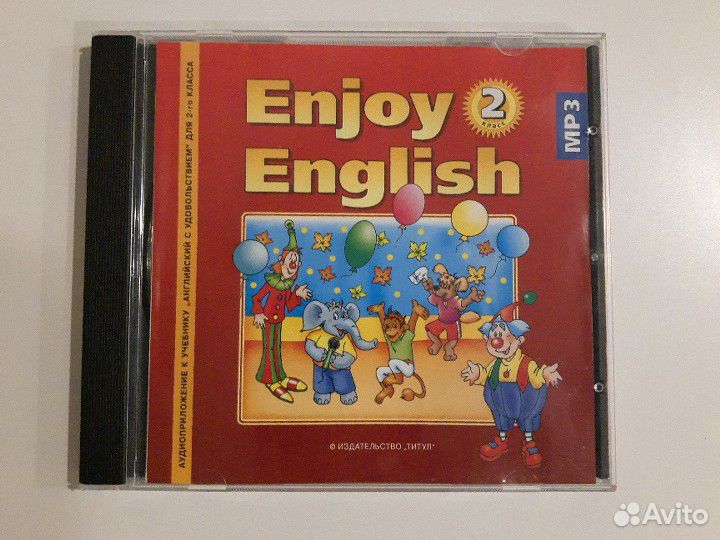 АУДИОПРИЛОЖЕНИЕ К УЧЕБНИКУ „АНГЛИЙСКИЙ С УДОВОЛЬСТВИЕМ" ДЛЯ 2-го КЛАССА
Enjoy
2
класс
English
MP3
© ИЗДАТЕЛЬСТВО „ТИТУЛ"
Avito